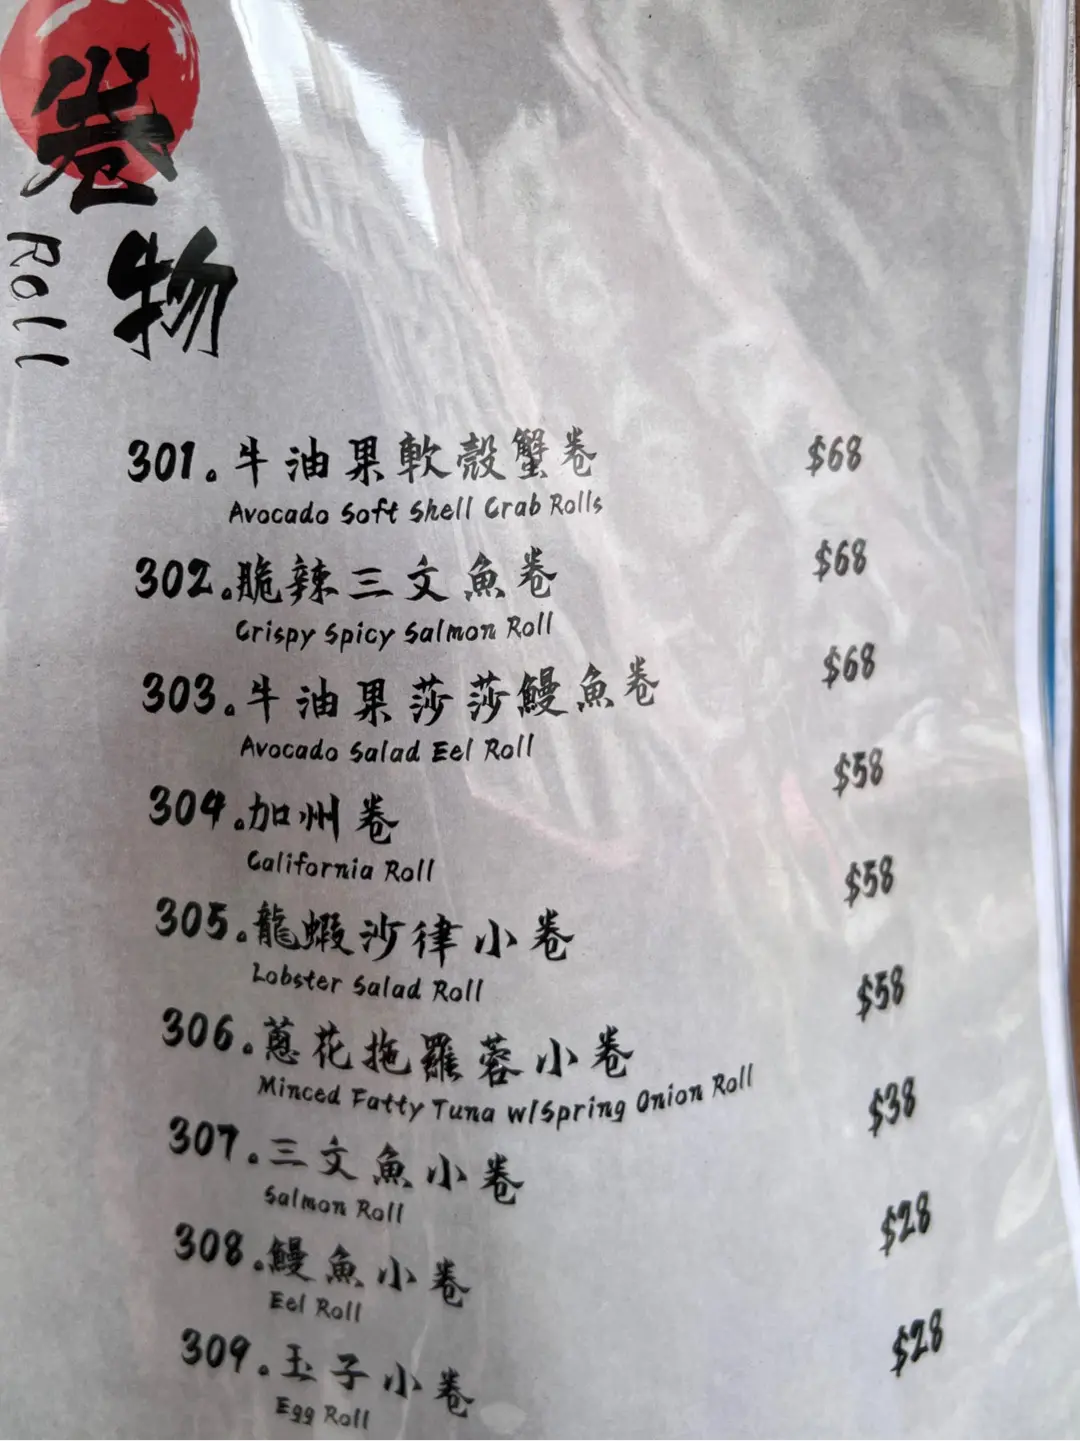 卷物
Roll
301.牛油果軟殼蟹卷 $68
Avocado Soft Shell Crab Rolls
302.脆辣三文魚卷 $68
Crispy Spicy Salmon Roll
303.牛油果莎莎鰻魚卷 $68
Avocado Salad Eel Roll
304.加州卷 $58
California Roll
305.龍蝦沙律小卷 $58
Lobster Salad Roll
306.蔥花拖羅蓉小卷 $58
Minced Fatty Tuna W/Spring Onion Roll
307.三文魚小卷 $38
Salmon Roll
308.鰻魚小卷 $28
Eel Roll
309.玉子小卷 $28
Egg Roll